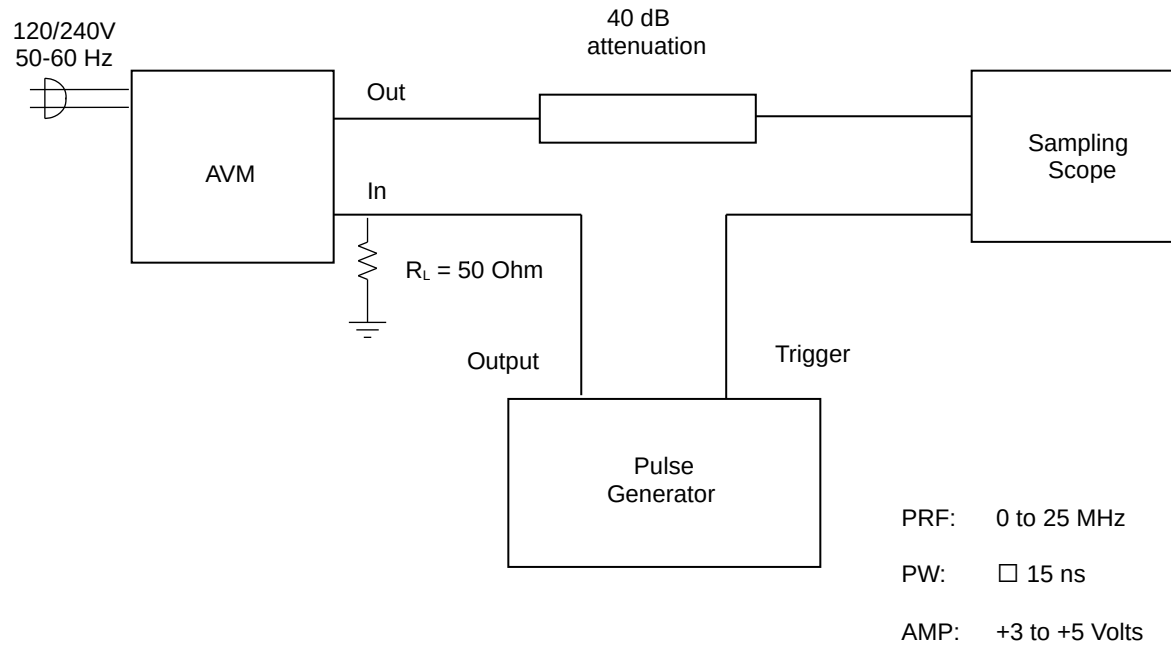 120/240V
50-60 Hz
40 dB
attenuation
Out
AVM
In
Sampling
Scope
R_L = 50 Ohm
Output
Trigger
Pulse
Generator
PRF: 0 to 25 MHz
PW: □ 15 ns
AMP: +3 to +5 Volts